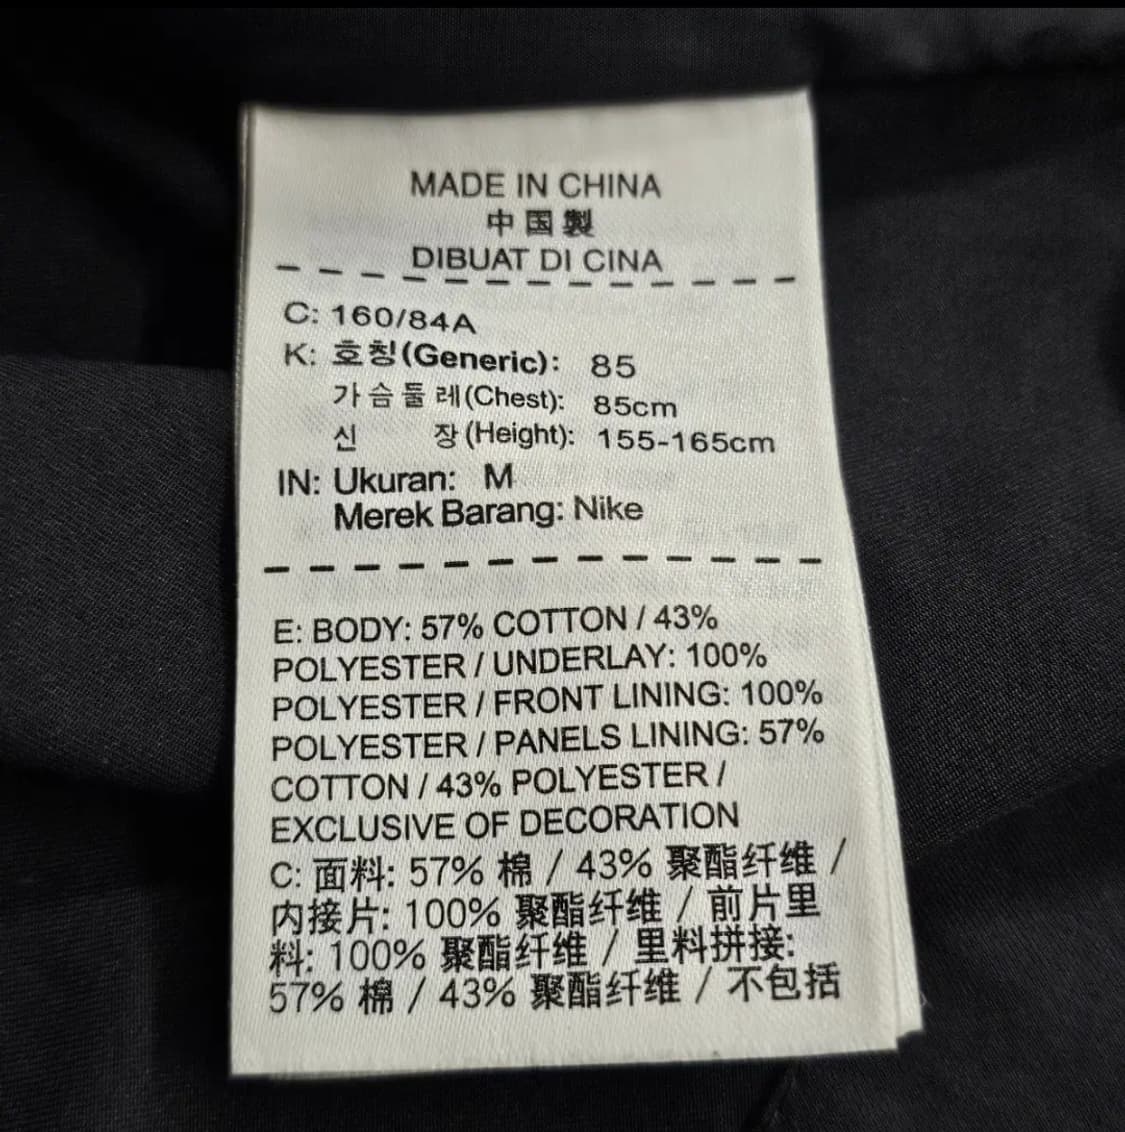 MADE IN CHINA
中国製
DIBUAT DI CINA
C: 160/84A
K: 호칭(Generic): 85
가슴둘레(Chest): 85cm
신 장(Height): 155-165cm
IN: Ukuran: M
Merek Barang: Nike
E: BODY: 57% COTTON / 43%
POLYESTER / UNDERLAY: 100%
POLYESTER / FRONT LINING: 100%
POLYESTER / PANELS LINING: 57%
COTTON / 43% POLYESTER /
EXCLUSIVE OF DECORATION
C: 面料: 57% 棉 / 43% 聚酯纤维 /
内接片: 100% 聚酯纤维 / 前片里
料: 100% 聚酯纤维 / 里料拼接:
57% 棉 / 43% 聚酯纤维 / 不包括